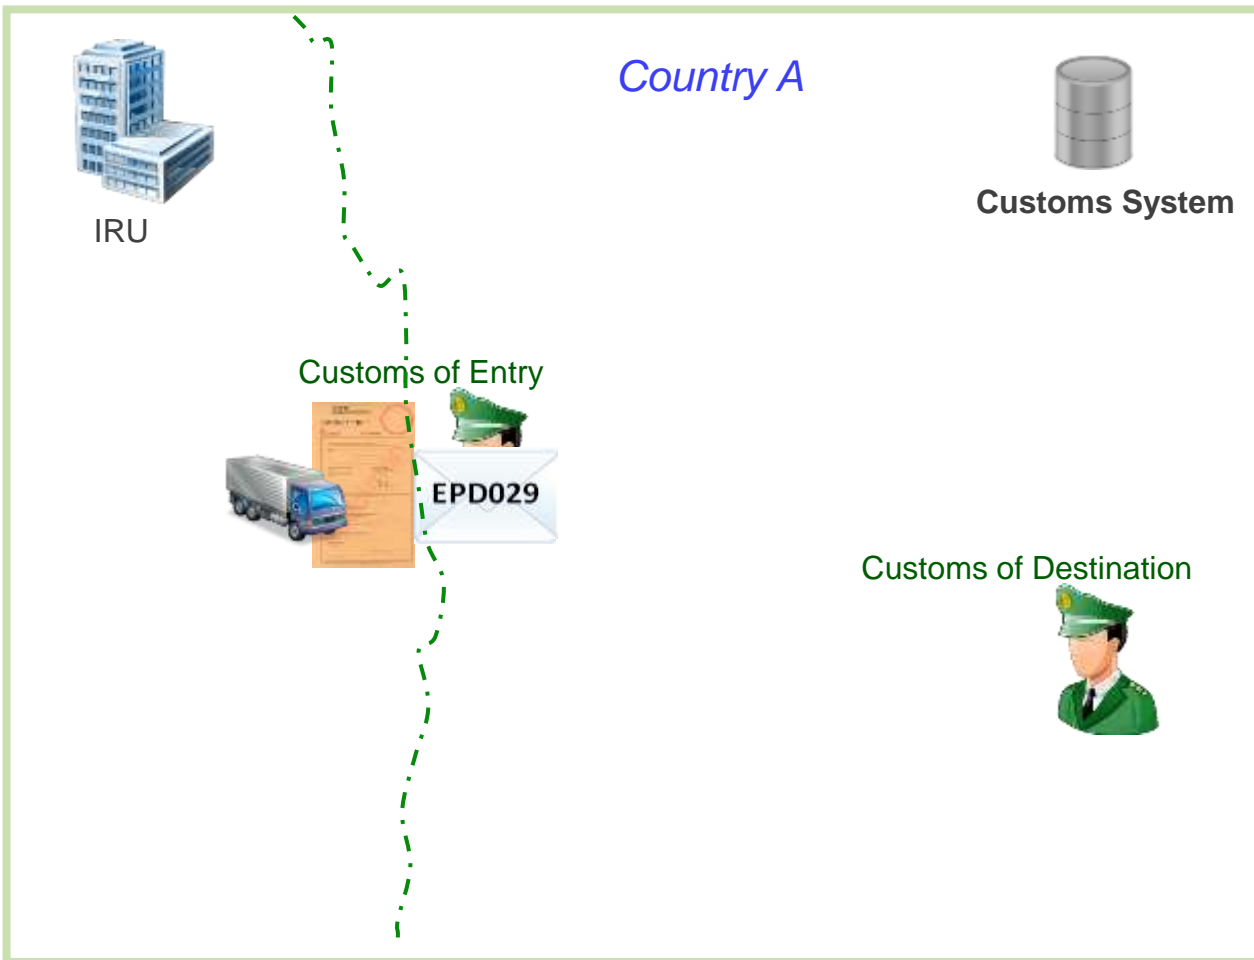 Country A
IRU
Customs System
Customs of Entry
EPD029
Customs of Destination